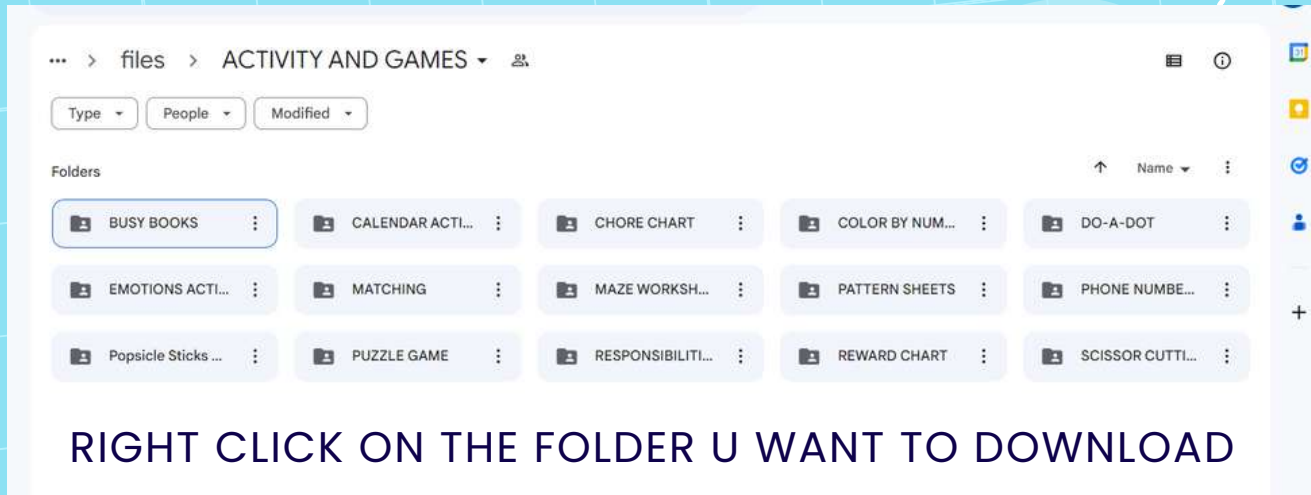 ... > files > ACTIVITY AND GAMES
Type People Modified
Folders Name
BUSY BOOKS CALENDAR ACTI... CHORE CHART COLOR BY NUM... DO-A-DOT
EMOTIONS ACTI... MATCHING MAZE WORKSH... PATTERN SHEETS PHONE NUMBE...
Popsicle Sticks ... PUZZLE GAME RESPONSIBILITI... REWARD CHART SCISSOR CUTTI...
RIGHT CLICK ON THE FOLDER U WANT TO DOWNLOAD
31